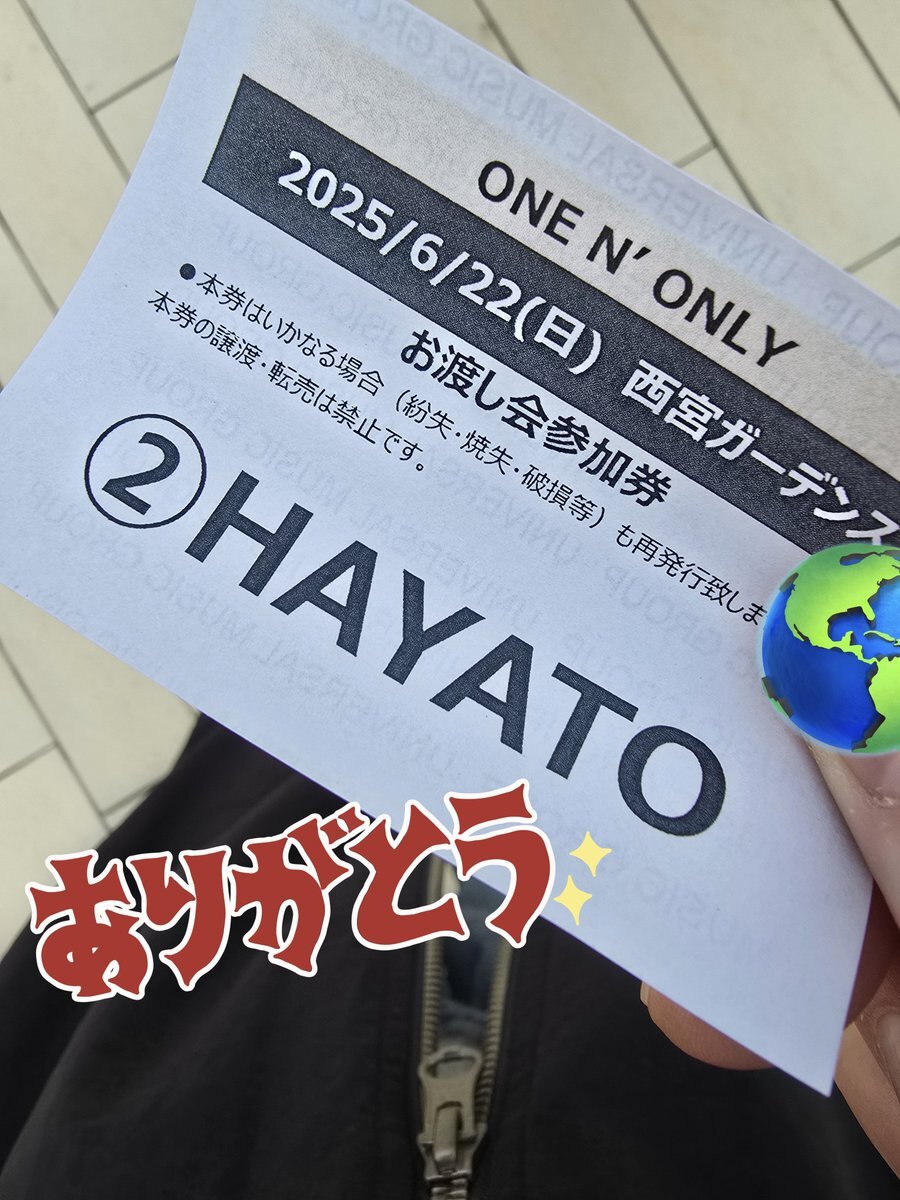 ONE N' ONLY
2025/6/22(日) 西宮ガーデンズ
お渡し会参加券
●本券はいかなる場合(紛失・焼失・破損等)も再発行致しま
本券の譲渡・転売は禁止です。
②HAYATO
ありがとう